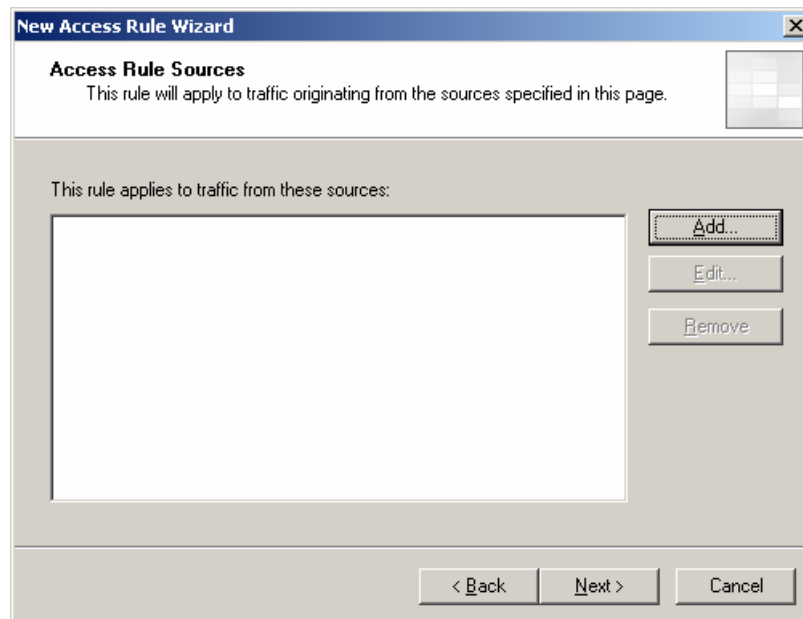 New Access Rule Wizard
Access Rule Sources
This rule will apply to traffic originating from the sources specified in this page.
This rule applies to traffic from these sources:
Add...
Edit...
Remove
< Back
Next >
Cancel